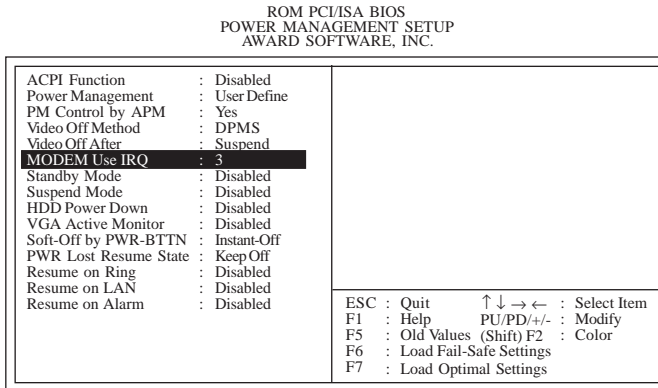 ROM PCI/ISA BIOS
POWER MANAGEMENT SETUP
AWARD SOFTWARE, INC.
ACPI Function : Disabled
Power Management : User Define
PM Control by APM : Yes
Video Off Method : DPMS
Video Off After : Suspend
MODEM Use IRQ : 3
Standby Mode : Disabled
Suspend Mode : Disabled
HDD Power Down : Disabled
VGA Active Monitor : Disabled
Soft-Off by PWR-BTTN : Instant-Off
PWR Lost Resume State : Keep Off
Resume on Ring : Disabled
Resume on LAN : Disabled
Resume on Alarm : Disabled
ESC : Quit ↑ ↓ → ← : Select Item
F1 : Help PU/PD/+/- : Modify
F5 : Old Values (Shift) F2 : Color
F6 : Load Fail-Safe Settings
F7 : Load Optimal Settings